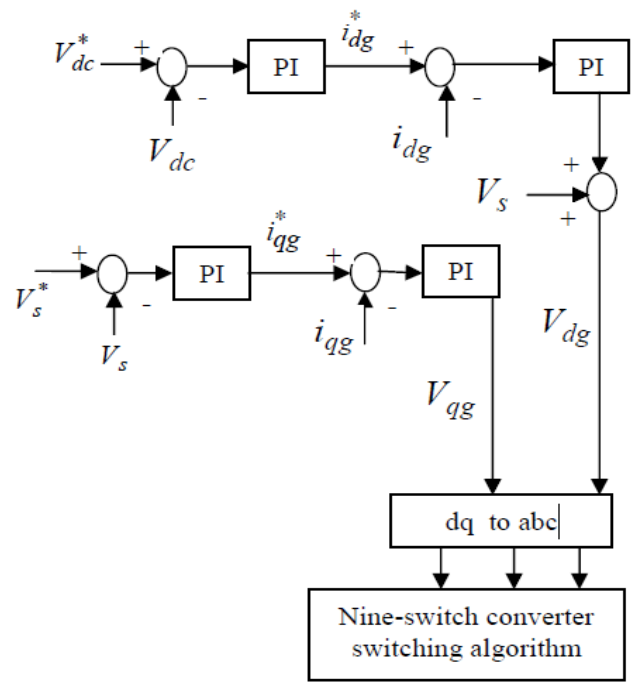 V*dc + - PI i*dg + - PI
Vdc idg
Vs + +
V*s + - PI i*qg + - PI
Vs iqg
Vdg
Vqg
dq to abc
Nine-switch converter
switching algorithm